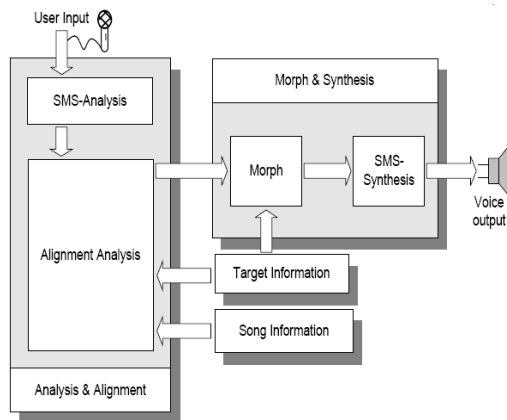 User Input
SMS-Analysis
Morph & Synthesis
Morph
SMS-
Synthesis
Voice
output
Alignment Analysis
Target Information
Song Information
Analysis & Alignment